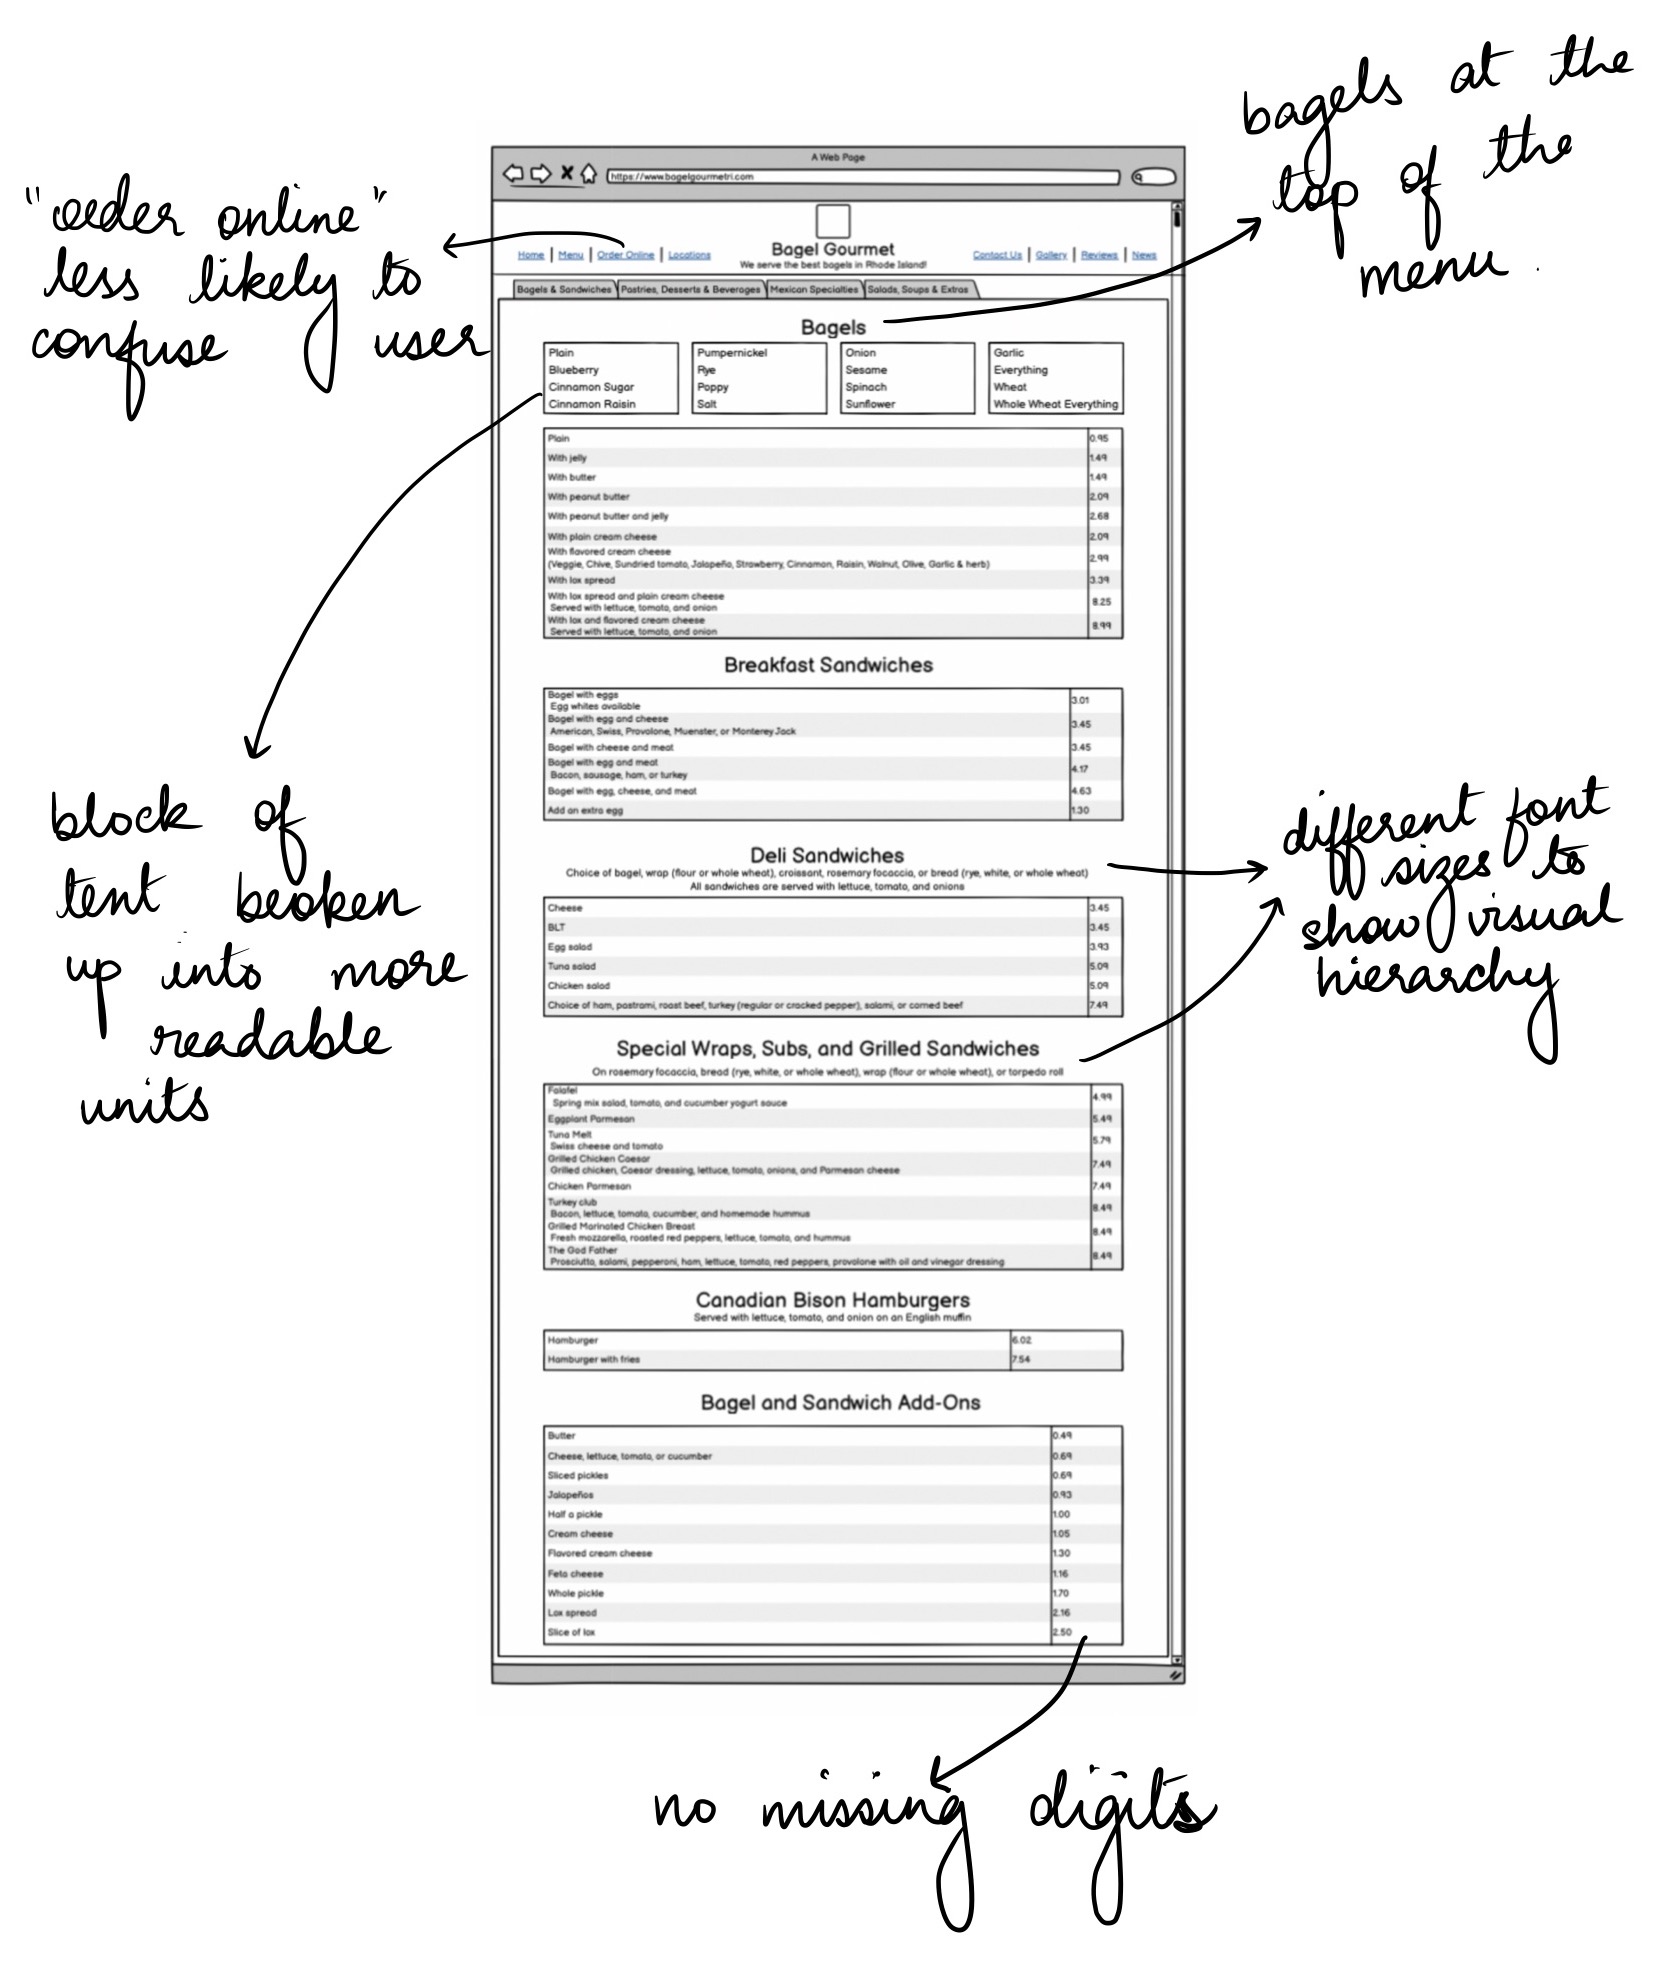 bagels at the
top of the
menu.
"order online"
less likely to
confuse user
block of
text broken
up into more
readable
units
different font
sizes to
show visual
hierarchy
no missing digits
A Web Page
https://www.bagelgourmetri.com
Bagel Gourmet
We serve the best bagels in Rhode Island!
Home | Menu | Order Online | Locations
Contact Us | Gallery | Reviews | News
Bagels & Sandwiches Pastries, Desserts & Beverages Mexican Specialties Salads, Soups & Extras
Bagels
Plain
Blueberry
Cinnamon Sugar
Cinnamon Raisin
Pumpernickel
Rye
Poppy
Salt
Onion
Sesame
Spinach
Sunflower
Garlic
Everything
Wheat
Whole Wheat Everything
Plain 0.95
With jelly 1.49
With butter 1.49
With peanut butter 2.09
With peanut butter and jelly 2.68
With plain cream cheese 2.09
With flavored cream cheese 2.99
(Veggie, Chive, Sundried tomato, Jalapeño, Strawberry, Cinnamon, Raisin, Walnut, Olive, Garlic & herb)
With lox spread 3.39
With lox spread and plain cream cheese 8.25
Served with lettuce, tomato, and onion
With lox and flavored cream cheese 8.99
Served with lettuce, tomato, and onion
Breakfast Sandwiches
Bagel with eggs 3.01
Egg whites available
Bagel with egg and cheese 3.45
American, Swiss, Provolone, Muenster, or Monterey Jack
Bagel with cheese and meat 3.45
Bagel with egg and meat 4.17
Bacon, sausage, ham, or turkey
Bagel with egg, cheese, and meat 4.63
Add an extra egg 1.30
Deli Sandwiches
Choice of bagel, wrap (flour or whole wheat), croissant, rosemary focaccia, or bread (rye, white, or whole wheat)
All sandwiches are served with lettuce, tomato, and onions
Cheese 3.45
BLT 3.45
Egg salad 3.93
Tuna salad 5.09
Chicken salad 5.09
Choice of ham, pastrami, roast beef, turkey (regular or cracked pepper), salami, or corned beef 7.49
Special Wraps, Subs, and Grilled Sandwiches
On rosemary focaccia, bread (rye, white, or whole wheat), wrap (flour or whole wheat), or torpedo roll
Falafel 4.99
Spring mix salad, tomato, and cucumber yogurt sauce
Eggplant Parmesan 5.49
Tuna Melt 5.79
Swiss cheese and tomato
Grilled Chicken Caesar 7.49
Grilled chicken, Caesar dressing, lettuce, tomato, onions, and Parmesan cheese
Chicken Parmesan 7.49
Turkey club 8.49
Bacon, lettuce, tomato, cucumber, and homemade hummus
Grilled Marinated Chicken Breast 8.49
Fresh mozzarella, roasted red peppers, lettuce, tomato, and hummus
The God Father 8.49
Prosciutto, salami, pepperoni, ham, lettuce, tomato, red peppers, provolone with oil and vinegar dressing
Canadian Bison Hamburgers
Served with lettuce, tomato, and onion on an English muffin
Hamburger 6.02
Hamburger with fries 7.54
Bagel and Sandwich Add-Ons
Butter 0.49
Cheese, lettuce, tomato, or cucumber 0.69
Sliced pickles 0.69
Jalapeños 0.93
Half a pickle 1.00
Cream cheese 1.05
Flavored cream cheese 1.30
Feta cheese 1.16
Whole pickle 1.70
Lox spread 2.16
Slice of lox 2.50